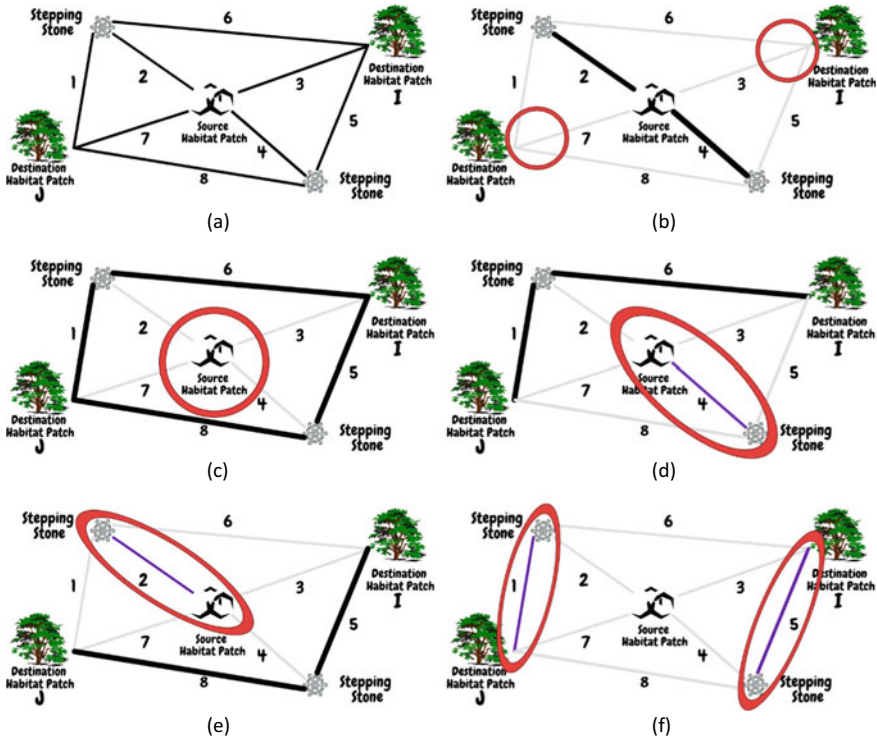 Stepping
Stone
6
1
2
3
Destination
Habitat Patch
I
Source
Habitat Patch
7
4
5
Destination
Habitat Patch
J
8
Stepping
Stone
(a)
Stepping
Stone
6
1
2
3
Destination
Habitat Patch
I
Source
Habitat Patch
7
4
5
Destination
Habitat Patch
J
8
Stepping
Stone
(b)
Stepping
Stone
6
1
2
3
Destination
Habitat Patch
I
Source
Habitat Patch
7
4
5
Destination
Habitat Patch
J
8
Stepping
Stone
(c)
Stepping
Stone
6
1
2
3
Destination
Habitat Patch
I
Source
Habitat Patch
7
4
5
Destination
Habitat Patch
J
8
Stepping
Stone
(d)
Stepping
Stone
6
1
2
3
Destination
Habitat Patch
I
Source
Habitat Patch
7
4
5
Destination
Habitat Patch
J
8
Stepping
Stone
(e)
Stepping
Stone
6
1
2
3
Destination
Habitat Patch
I
Source
Habitat Patch
7
4
5
Destination
Habitat Patch
J
8
Stepping
Stone
(f)